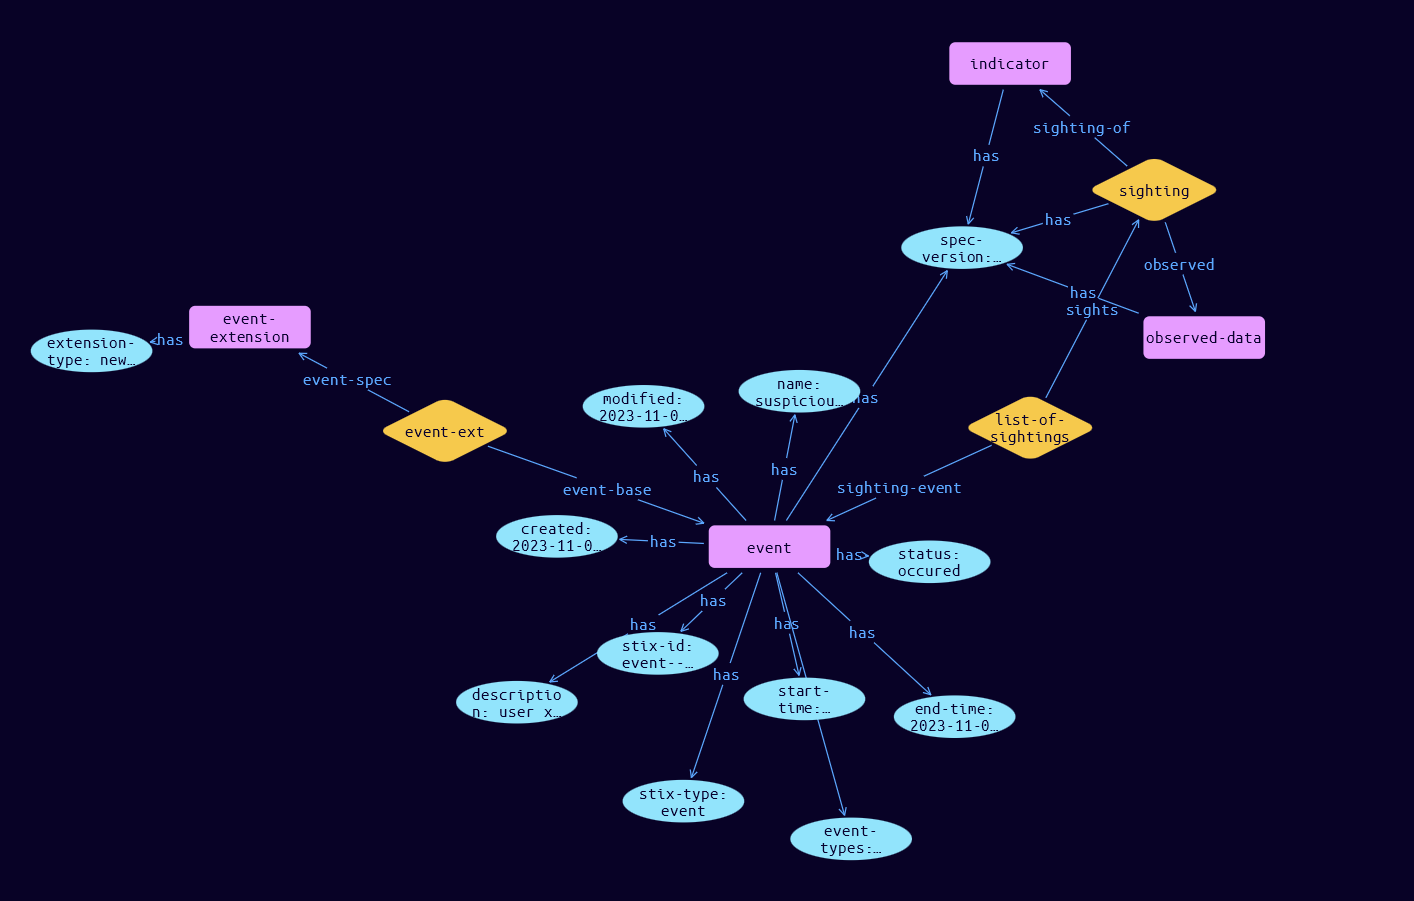 indicator
sighting-of
has
sighting
has
spec-
version:…
observed
has
sights
event-
extension
has
extension-
type: new…
observed-data
event-spec
modified:
2023-11-0…
name:
suspiciou…
has
list-of-
sightings
event-ext
has
has
event-base
sighting-event
created:
2023-11-0…
has
event
has
status:
occured
has
has
has
has
stix-id:
event--…
has
descriptio
n: user x…
start-
time:…
end-time:
2023-11-0…
stix-type:
event
event-
types:…